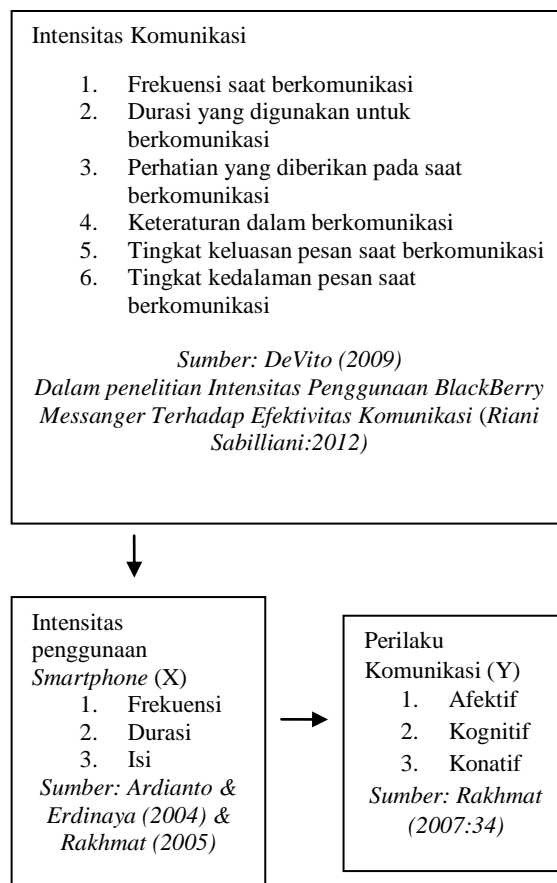 Intensitas Komunikasi
1. Frekuensi saat berkomunikasi
2. Durasi yang digunakan untuk
berkomunikasi
3. Perhatian yang diberikan pada saat
berkomunikasi
4. Keteraturan dalam berkomunikasi
5. Tingkat keluasan pesan saat berkomunikasi
6. Tingkat kedalaman pesan saat
berkomunikasi
Sumber: DeVito (2009)
Dalam penelitian Intensitas Penggunaan BlackBerry
Messanger Terhadap Efektivitas Komunikasi (Riani
Sabilliani:2012)
Intensitas
penggunaan
Smartphone (X)
1. Frekuensi
2. Durasi
3. Isi
Sumber: Ardianto &
Erdinaya (2004) &
Rakhmat (2005)
Perilaku
Komunikasi (Y)
1. Afektif
2. Kognitif
3. Konatif
Sumber: Rakhmat
(2007:34)